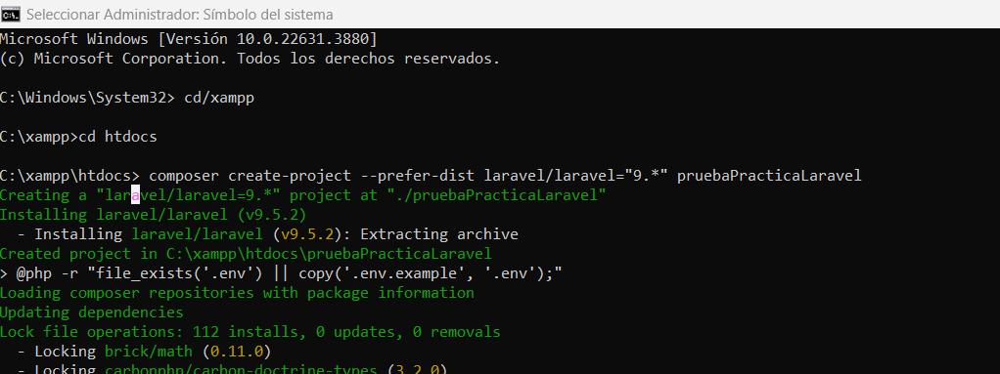 Seleccionar Administrador: Símbolo del sistema
Microsoft Windows [Versión 10.0.22631.3880]
(c) Microsoft Corporation. Todos los derechos reservados.
C:\Windows\System32> cd/xampp
C:\xampp>cd htdocs
C:\xampp\htdocs> composer create-project --prefer-dist laravel/laravel="9.*" pruebaPracticaLaravel
Creating a "laravel/laravel=9.*" project at "./pruebaPracticaLaravel"
Installing laravel/laravel (v9.5.2)
  - Installing laravel/laravel (v9.5.2): Extracting archive
Created project in C:\xampp\htdocs\pruebaPracticaLaravel
> @php -r "file_exists('.env') || copy('.env.example', '.env');"
Loading composer repositories with package information
Updating dependencies
Lock file operations: 112 installs, 0 updates, 0 removals
  - Locking brick/math (0.11.0)
  - Locking carbonphp/carbon-doctrine-types (3.2.0)